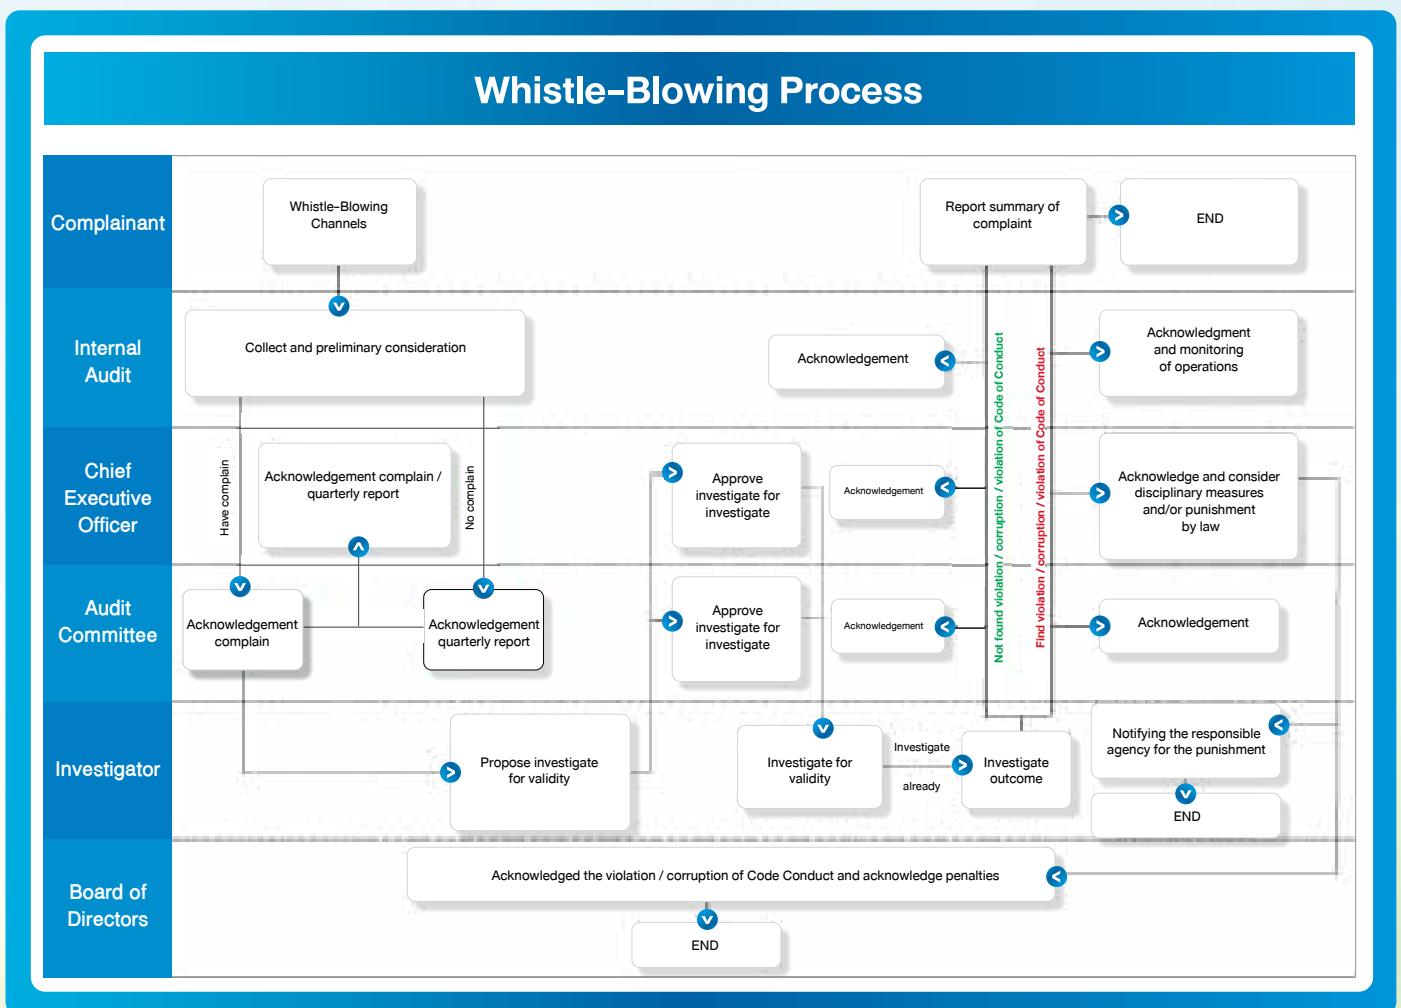 Whistle-Blowing Process
Complainant
Whistle-Blowing
Channels
Report summary of
complaint
END
Internal
Audit
Collect and preliminary consideration
Acknowledgement
Acknowledgment
and monitoring
of operations
Not found violation / corruption / violation of Code of Conduct
Find violation / corruption / violation of Code of Conduct
Chief
Executive
Officer
Have complain
Acknowledgement complain /
quarterly report
No complain
Approve
investigate for
investigate
Acknowledgement
Acknowledge and consider
disciplinary measures
and/or punishment
by law
Audit
Committee
Acknowledgement
complain
Acknowledgement
quarterly report
Approve
investigate for
investigate
Acknowledgement
Acknowledgement
Investigator
Propose investigate
for validity
Investigate for
validity
Investigate
already
Investigate
outcome
Notifying the responsible
agency for the punishment
END
Board of
Directors
Acknowledged the violation / corruption of Code Conduct and acknowledge penalties
END